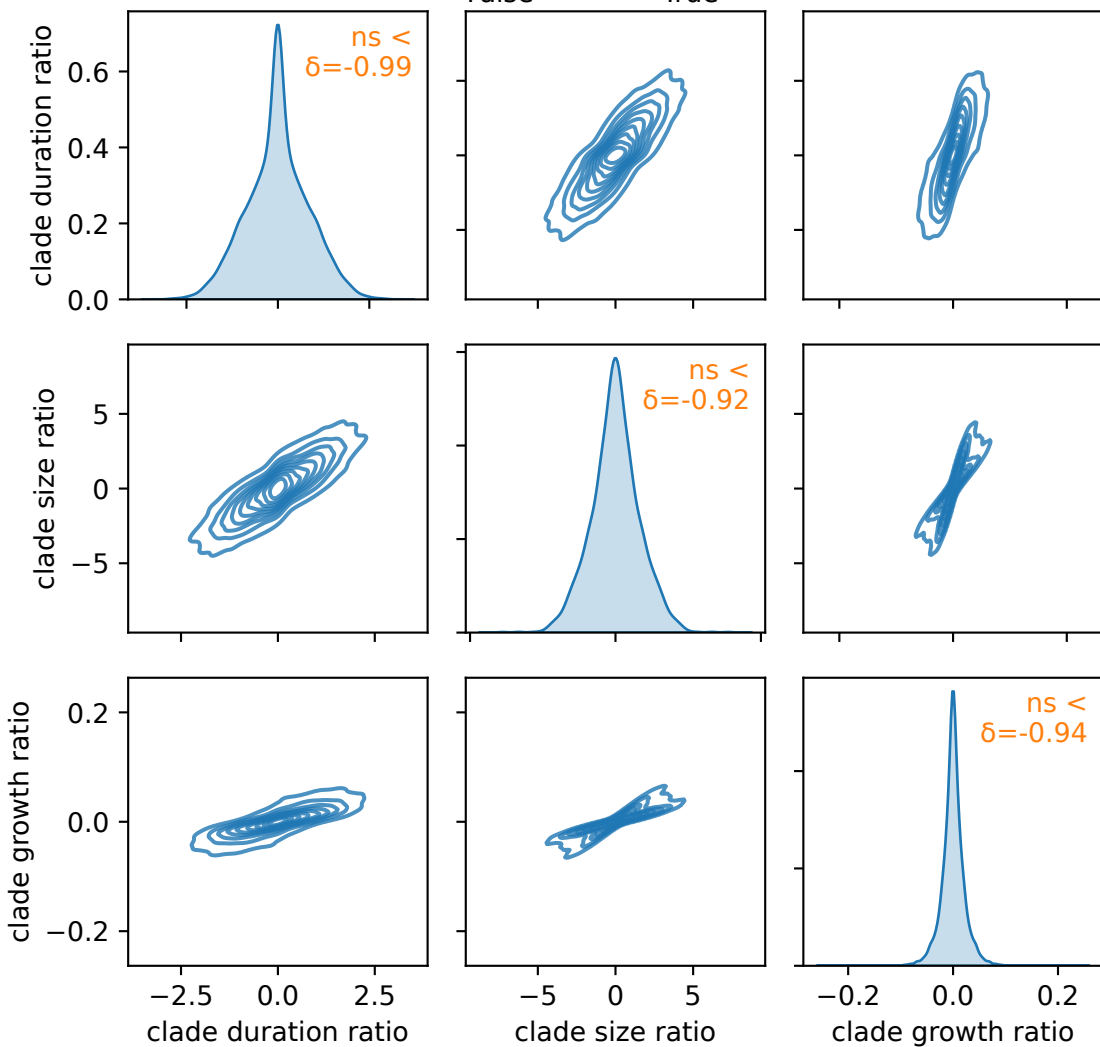 clade duration ratio
0.6
0.4
0.2
0.0
ns <
δ=-0.99
clade size ratio
5
0
−5
ns <
δ=-0.92
clade growth ratio
0.2
0.0
−0.2
ns <
δ=-0.94
−2.5 0.0 2.5
−5 0 5
−0.2 0.0 0.2
clade duration ratio
clade size ratio
clade growth ratio